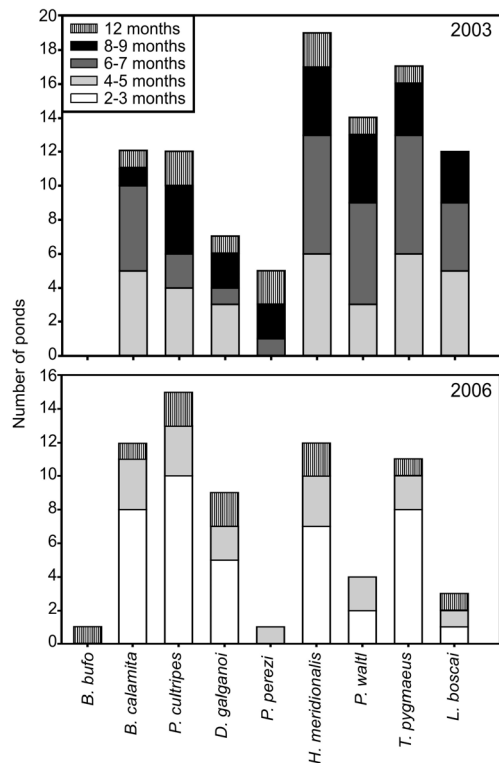 20
18
16
14
12
10
8
6
4
2
0
12 months
8-9 months
6-7 months
4-5 months
2-3 months
2003
Number of ponds
16
14
12
10
8
6
4
2
0
2006
B. bufo
B. calamita
P. cultripes
D. galganoi
P. perezi
H. meridionalis
P. waltl
T. pygmaeus
L. boscai